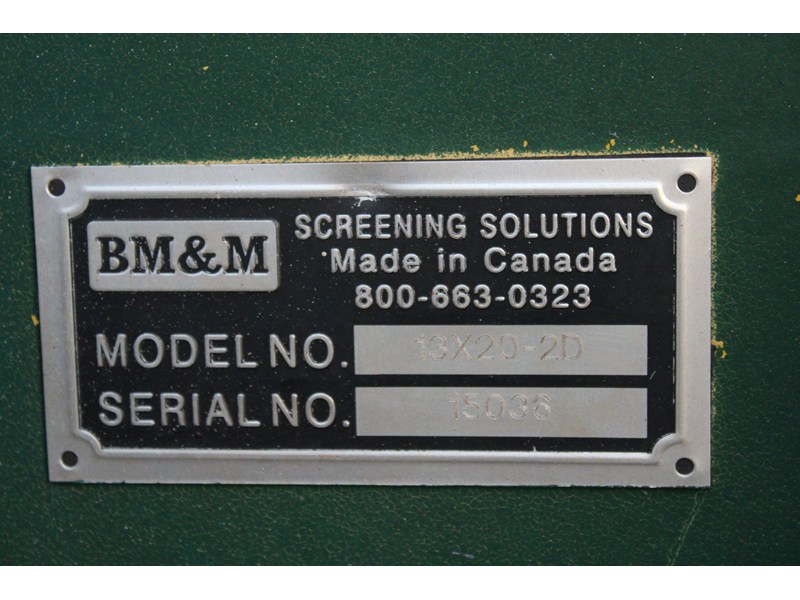 BM&M
SCREENING SOLUTIONS
Made in Canada
800-663-0323
MODEL NO. 13X20-2D
SERIAL NO. 15036